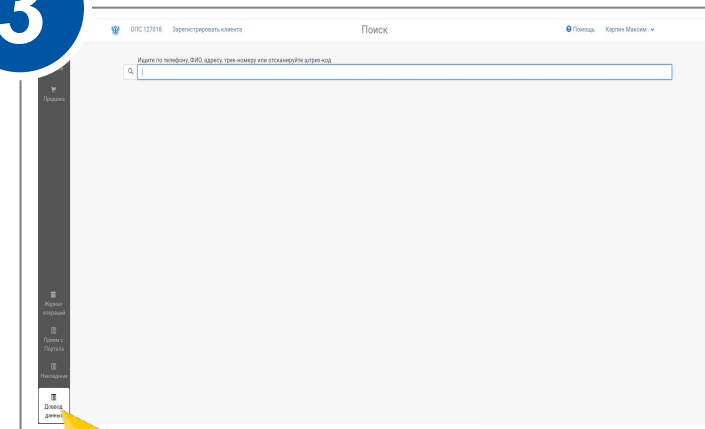 3
ОПС 127018 Зарегистрировать клиента Поиск Помощь Карпин Максим
Ищите по телефону, ФИО, адресу, трек-номеру или отсканируйте штрих-код
Продажа
Журнал
операций
Прием с
Портала
Накладные
Доввод
данных